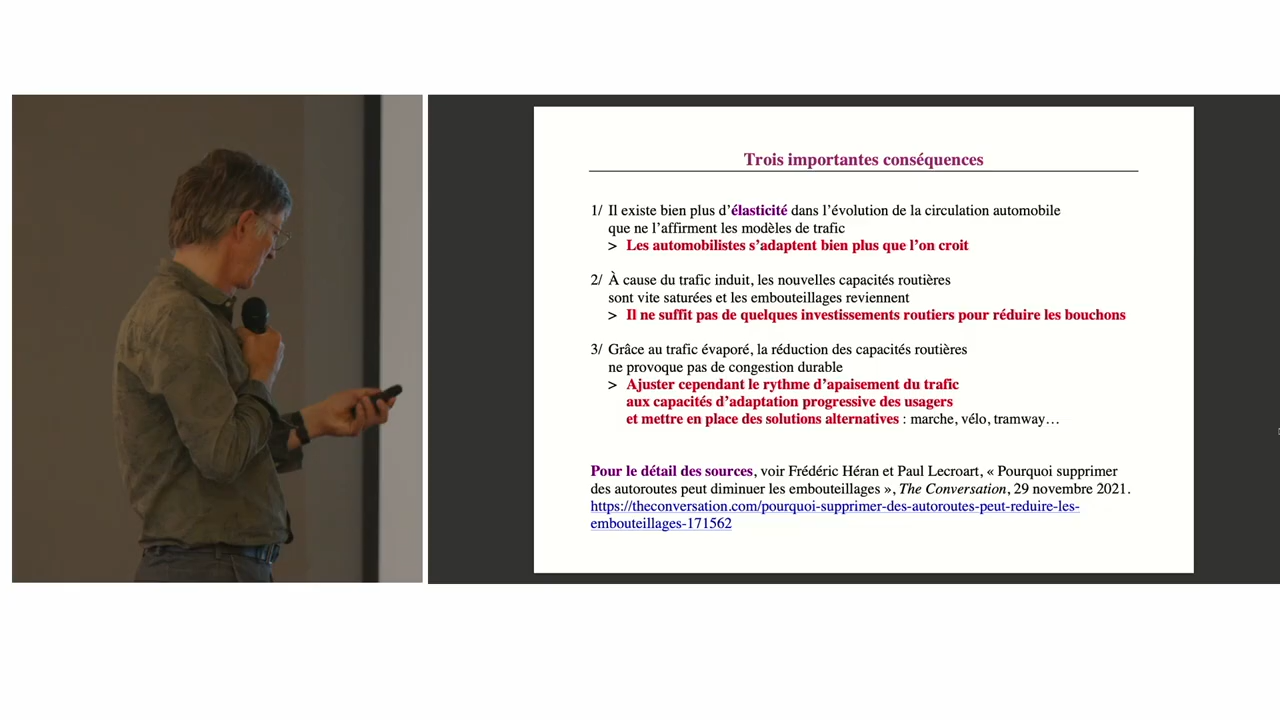 Trois importantes conséquences
1/ Il existe bien plus d’élasticité dans l’évolution de la circulation automobile
que ne l’affirment les modèles de trafic
> Les automobilistes s’adaptent bien plus que l’on croit
2/ À cause du trafic induit, les nouvelles capacités routières
sont vite saturées et les embouteillages reviennent
> Il ne suffit pas de quelques investissements routiers pour réduire les bouchons
3/ Grâce au trafic évaporé, la réduction des capacités routières
ne provoque pas de congestion durable
> Ajuster cependant le rythme d’apaisement du trafic
aux capacités d’adaptation progressive des usagers
et mettre en place des solutions alternatives : marche, vélo, tramway…
Pour le détail des sources, voir Frédéric Héran et Paul Lecroart, « Pourquoi supprimer
des autoroutes peut diminuer les embouteillages », The Conversation, 29 novembre 2021.
https://theconversation.com/pourquoi-supprimer-des-autoroutes-peut-reduire-les-
embouteillages-171562